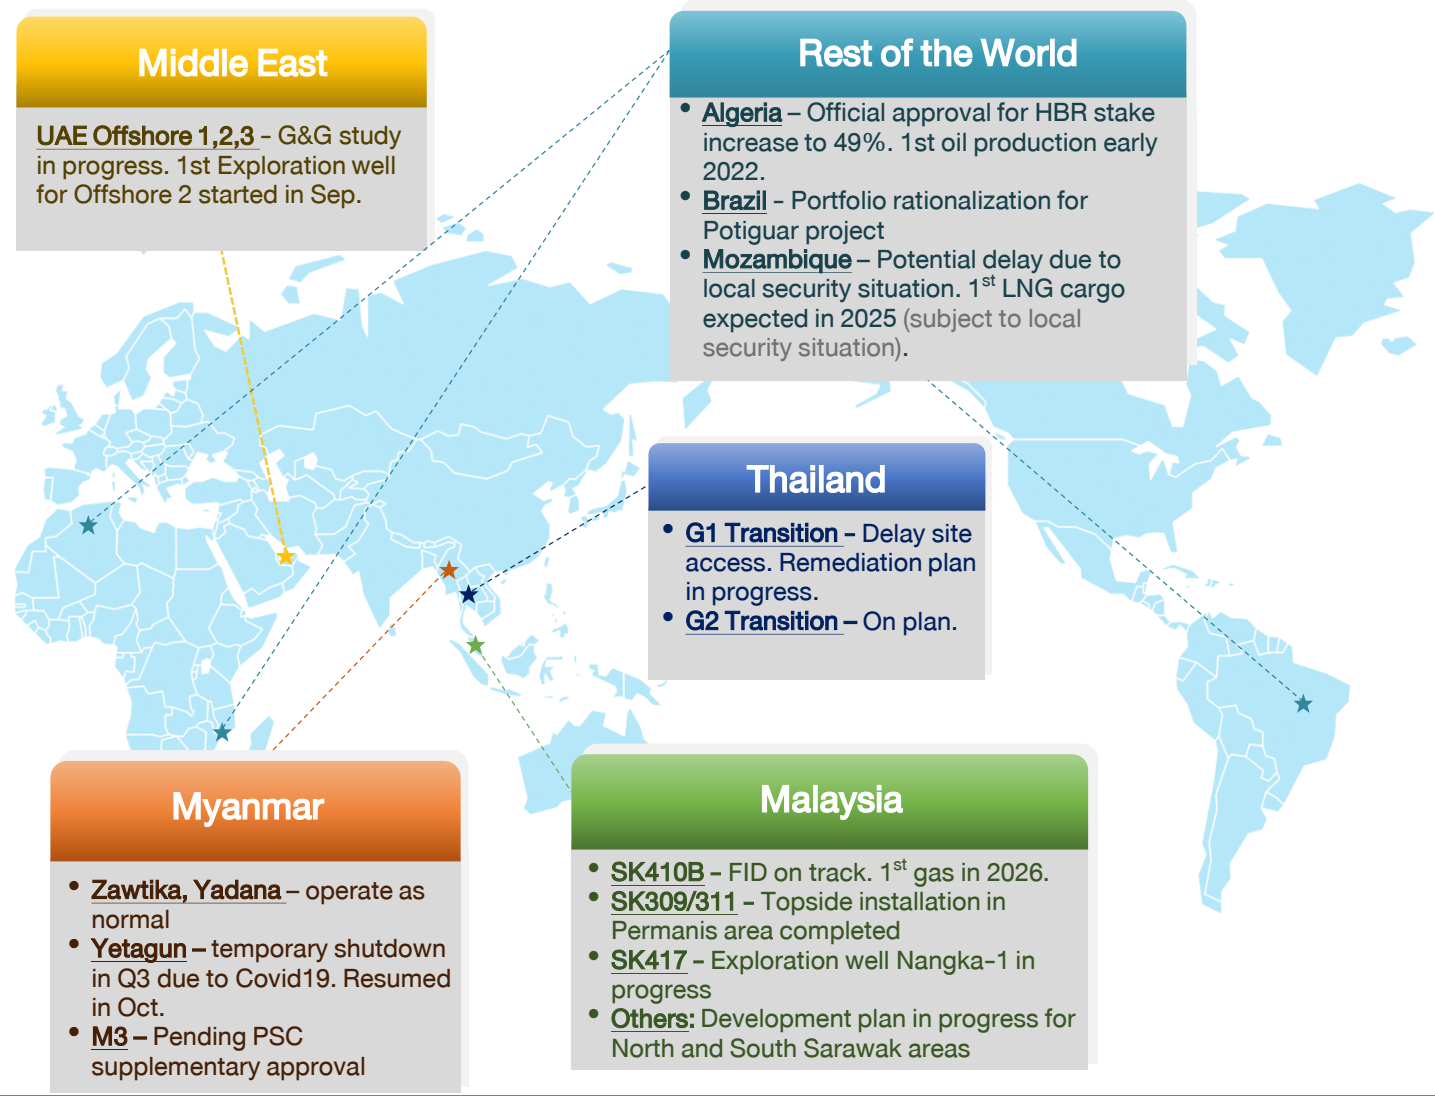 Middle East
UAE Offshore 1,2,3 - G&G study
in progress. 1st Exploration well
for Offshore 2 started in Sep.
Rest of the World
• Algeria – Official approval for HBR stake
increase to 49%. 1st oil production early
2022.
• Brazil - Portfolio rationalization for
Potiguar project
• Mozambique – Potential delay due to
local security situation. 1st LNG cargo
expected in 2025 (subject to local
security situation).
Thailand
• G1 Transition – Delay site
access. Remediation plan
in progress.
• G2 Transition – On plan.
Myanmar
• Zawtika, Yadana – operate as
normal
• Yetagun – temporary shutdown
in Q3 due to Covid19. Resumed
in Oct.
• M3 – Pending PSC
supplementary approval
Malaysia
• SK410B – FID on track. 1st gas in 2026.
• SK309/311 – Topside installation in
Permanis area completed
• SK417 – Exploration well Nangka-1 in
progress
• Others: Development plan in progress for
North and South Sarawak areas